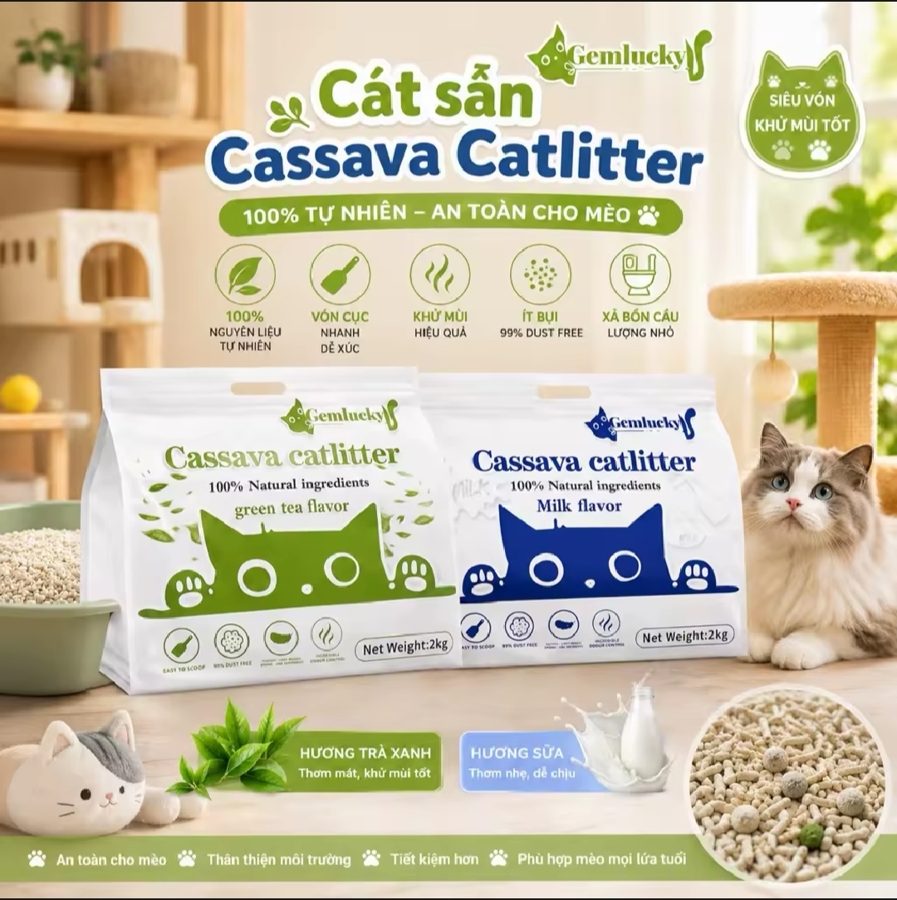 Gemlucky
Cát sắn
Cassava Catlitter
SIÊU VÓN
KHỬ MÙI TỐT
100% TỰ NHIÊN – AN TOÀN CHO MÈO
100%
NGUYÊN LIỆU
TỰ NHIÊN
VÓN CỤC
NHANH
DỄ XÚC
KHỬ MÙI
HIỆU QUẢ
ÍT BỤI
99% DUST FREE
XẢ BỒN CẦU
LƯỢNG NHỎ
Gemlucky
Cassava catlitter
100% Natural ingredients
green tea flavor
EASY TO SCOOP
99% DUST FREE
ODOUR CONTROL
Net Weight:2kg
Gemlucky
Cassava catlitter
100% Natural ingredients
Milk flavor
EASY TO SCOOP
99% DUST FREE
ODOUR CONTROL
Net Weight:2kg
HƯƠNG TRÀ XANH
Thơm mát, khử mùi tốt
HƯƠNG SỮA
Thơm nhẹ, dễ chịu
An toàn cho mèo
Thân thiện môi trường
Tiết kiệm hơn
Phù hợp mèo mọi lứa tuổi